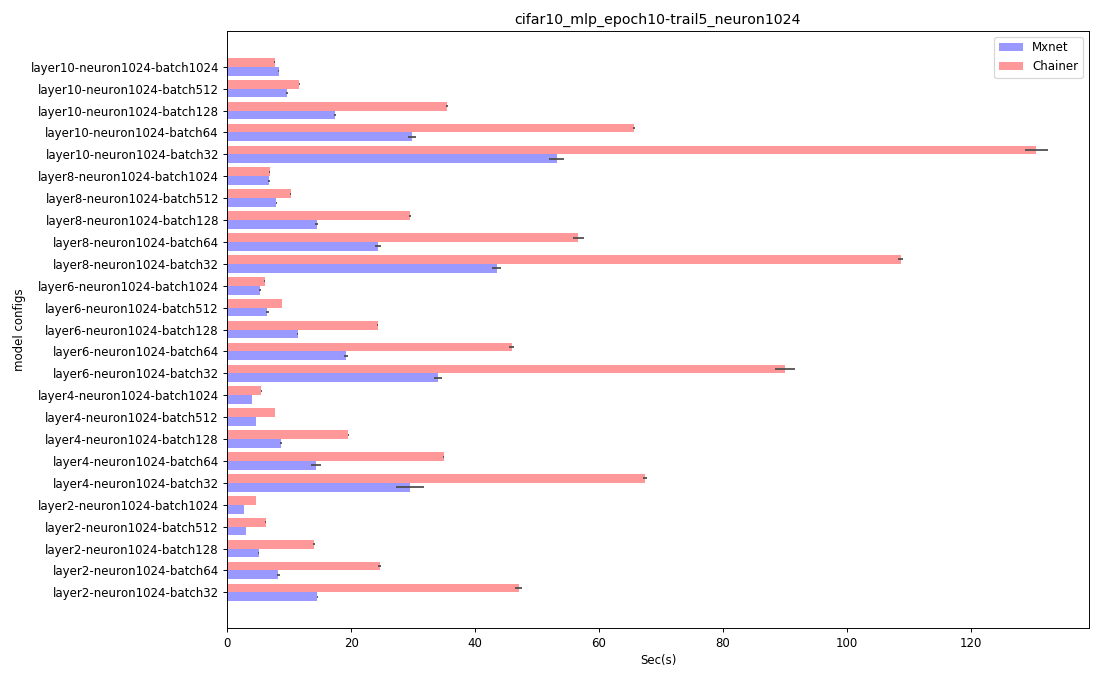 cifar10_mlp_epoch10-trail5_neuron1024
Mxnet
Chainer
layer10-neuron1024-batch1024
layer10-neuron1024-batch512
layer10-neuron1024-batch128
layer10-neuron1024-batch64
layer10-neuron1024-batch32
layer8-neuron1024-batch1024
layer8-neuron1024-batch512
layer8-neuron1024-batch128
layer8-neuron1024-batch64
layer8-neuron1024-batch32
layer6-neuron1024-batch1024
layer6-neuron1024-batch512
layer6-neuron1024-batch128
layer6-neuron1024-batch64
layer6-neuron1024-batch32
layer4-neuron1024-batch1024
layer4-neuron1024-batch512
layer4-neuron1024-batch128
layer4-neuron1024-batch64
layer4-neuron1024-batch32
layer2-neuron1024-batch1024
layer2-neuron1024-batch512
layer2-neuron1024-batch128
layer2-neuron1024-batch64
layer2-neuron1024-batch32
model configs
0 20 40 60 80 100 120
Sec(s)